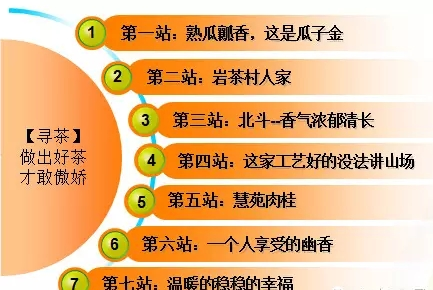 【寻茶】
做出好茶
才敢傲娇
1 第一站：熟瓜瓤香，这是瓜子金
2 第二站：岩茶村人家
3 第三站：北斗--香气浓郁清长
4 第四站：这家工艺好的没法讲山场
5 第五站：慧苑肉桂
6 第六站：一个人享受的幽香
7 第七站：温暖的稳稳的幸福